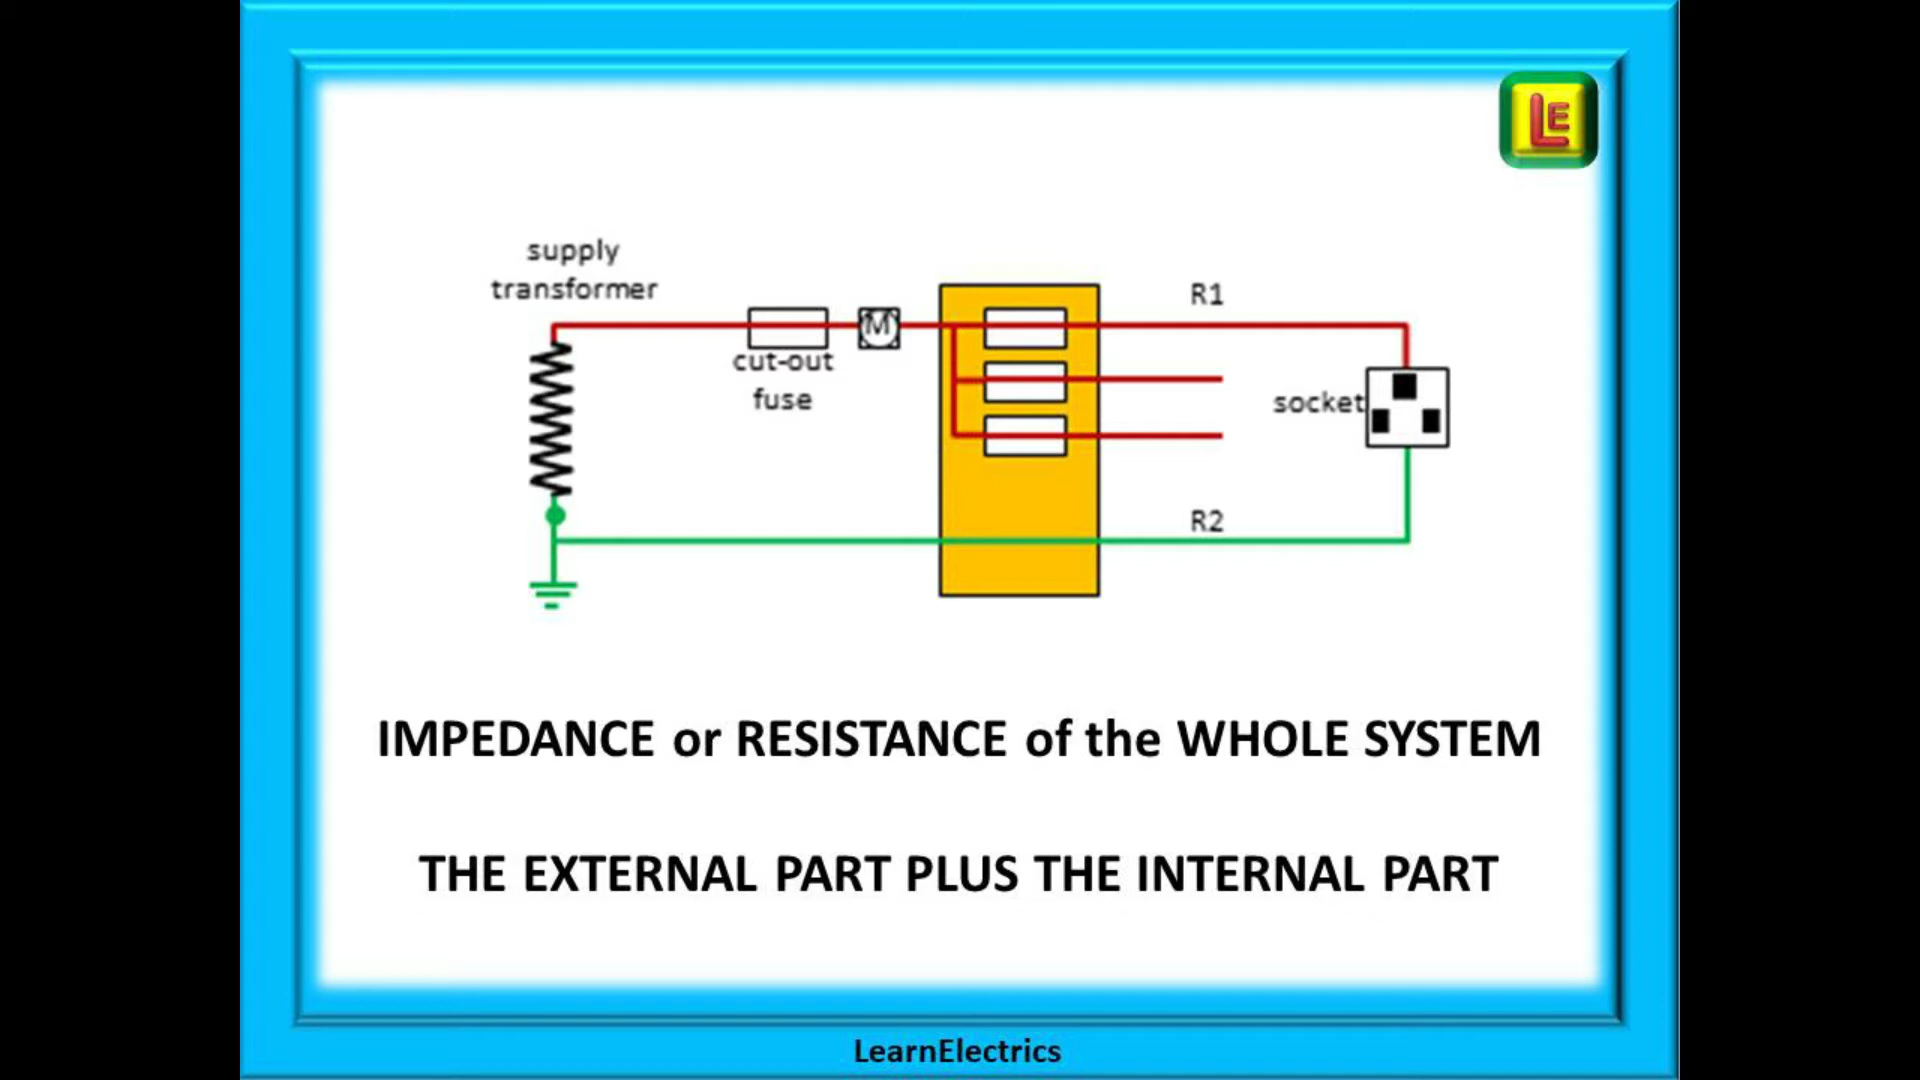 LE
supply
transformer
R1
M
cut-out
fuse
socket
R2
IMPEDANCE or RESISTANCE of the WHOLE SYSTEM
THE EXTERNAL PART PLUS THE INTERNAL PART
LearnElectrics